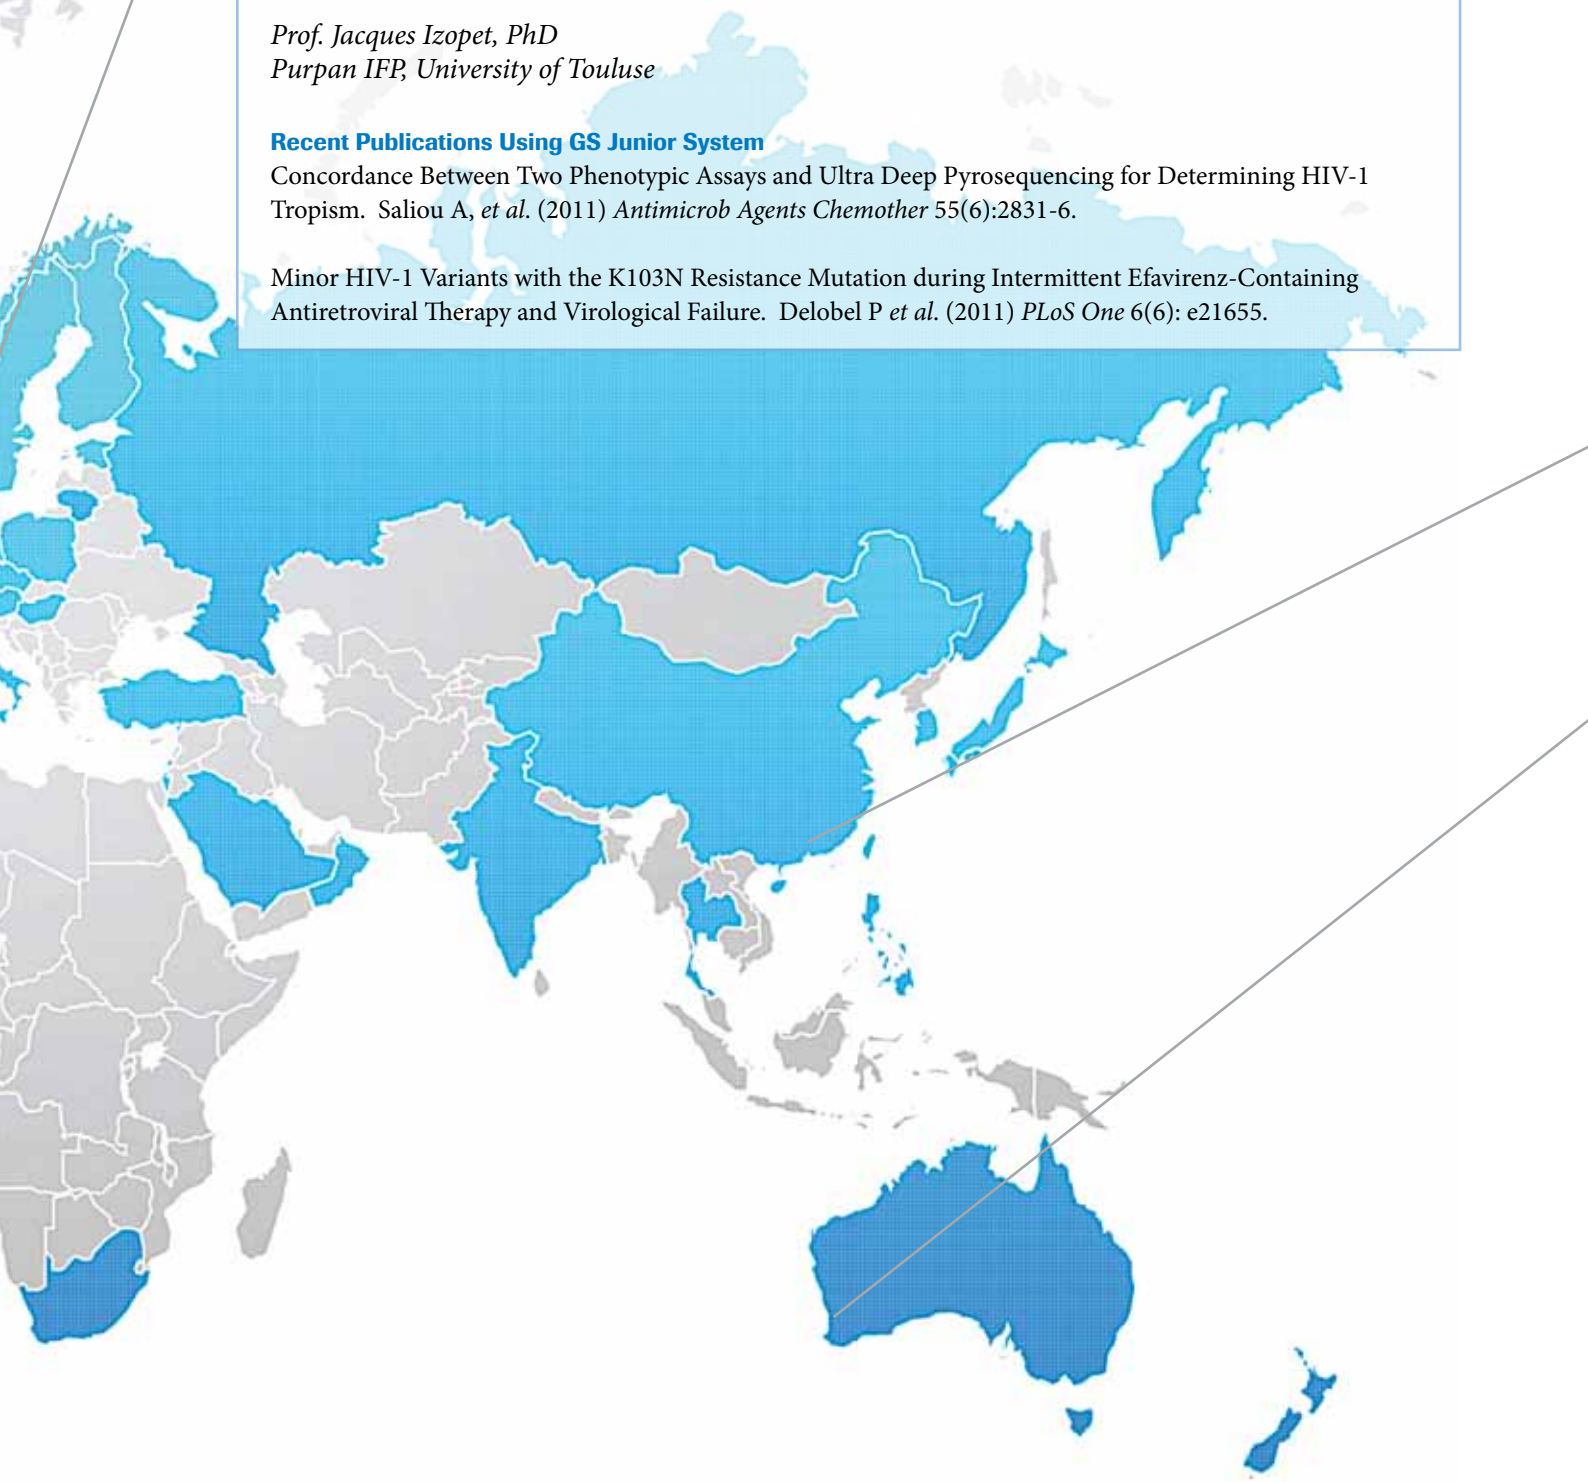 Prof. Jacques Izopet, PhD
Purpan IFP, University of Touluse
Recent Publications Using GS Junior System
Concordance Between Two Phenotypic Assays and Ultra Deep Pyrosequencing for Determining HIV-1
Tropism. Saliou A, et al. (2011) Antimicrob Agents Chemother 55(6):2831-6.
Minor HIV-1 Variants with the K103N Resistance Mutation during Intermittent Efavirenz-Containing
Antiretroviral Therapy and Virological Failure. Delobel P et al. (2011) PLoS One 6(6): e21655.